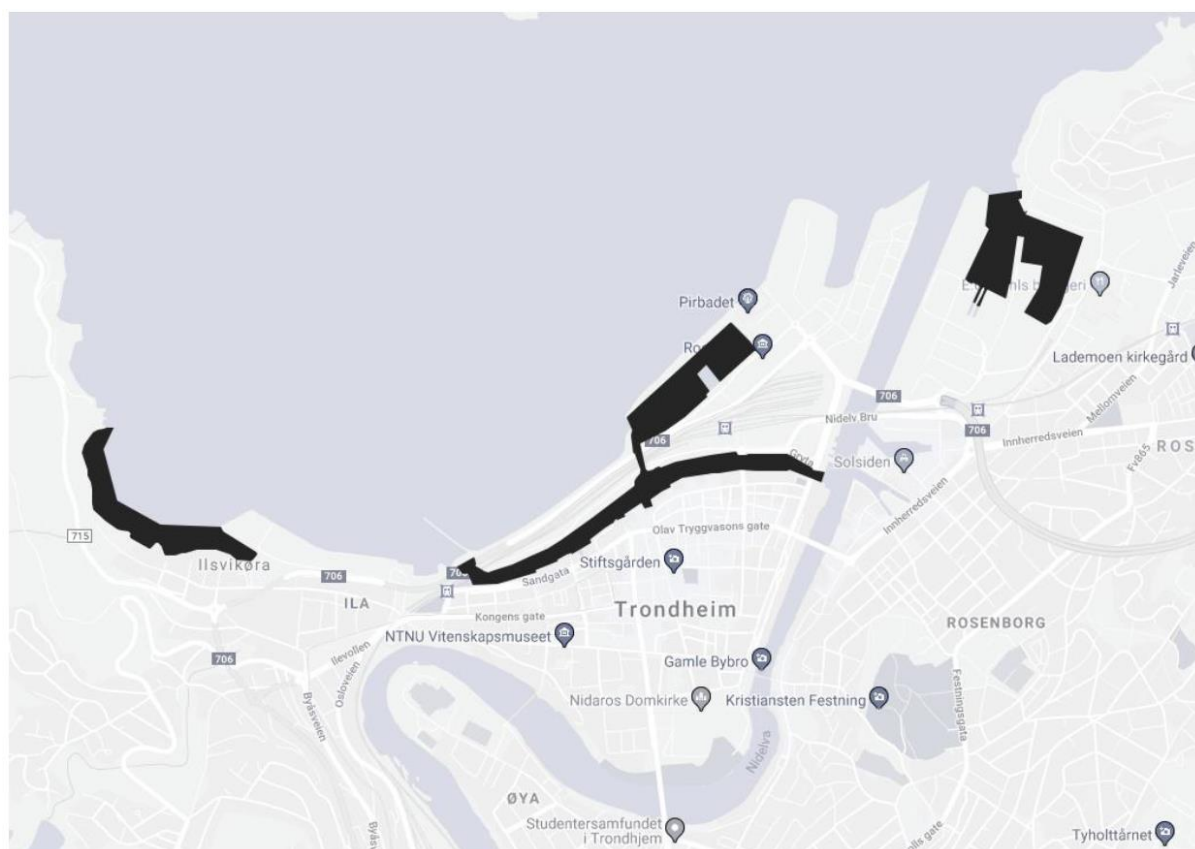 Pirbadet
Jarleveien
Lademoen kirkegård
706
Nidelv Bru
Mellomveien
706
706
Innherredsveien
ROS
Solsiden
Fv865
Innherredsveien
Olav Tryggvasons gate
715
Ilsvikøra
Stiftsgården
706
Sandgata
ILA
Trondheim
Kongens gate
ROSENBORG
NTNU Vitenskapsmuseet
Ilevollen
706
Osloveien
Gamle Bybro
Byåsveien
Nidaros Domkirke
Kristiansten Festning
Festningsgata
Nidelva
ØYA
Studentersamfundet
i Trondhjem
Tyholttårnet